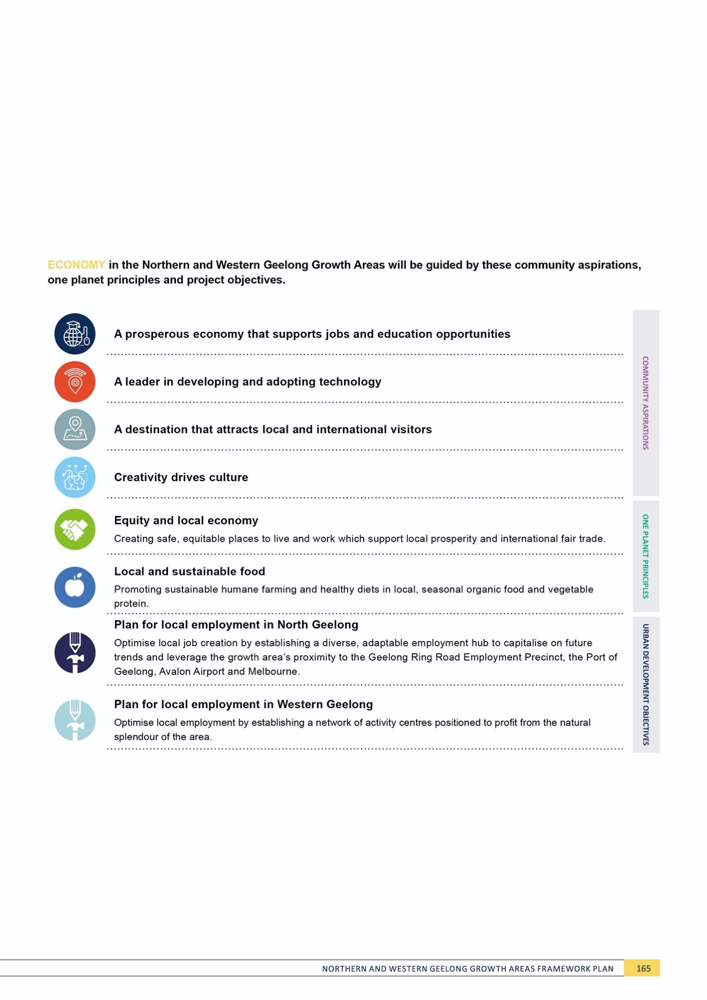 ECONOMY in the Northern and Western Geelong Growth Areas will be guided by these community aspirations,
one planet principles and project objectives.
A prosperous economy that supports jobs and education opportunities
A leader in developing and adopting technology
A destination that attracts local and international visitors
Creativity drives culture
COMMUNITY ASPIRATIONS
Equity and local economy
Creating safe, equitable places to live and work which support local prosperity and international fair trade.
Local and sustainable food
Promoting sustainable humane farming and healthy diets in local, seasonal organic food and vegetable
protein.
ONE PLANET PRINCIPLES
Plan for local employment in North Geelong
Optimise local job creation by establishing a diverse, adaptable employment hub to capitalise on future
trends and leverage the growth area’s proximity to the Geelong Ring Road Employment Precinct, the Port of
Geelong, Avalon Airport and Melbourne.
Plan for local employment in Western Geelong
Optimise local employment by establishing a network of activity centres positioned to profit from the natural
splendour of the area.
URBAN DEVELOPMENT OBJECTIVES
NORTHERN AND WESTERN GEELONG GROWTH AREAS FRAMEWORK PLAN 165